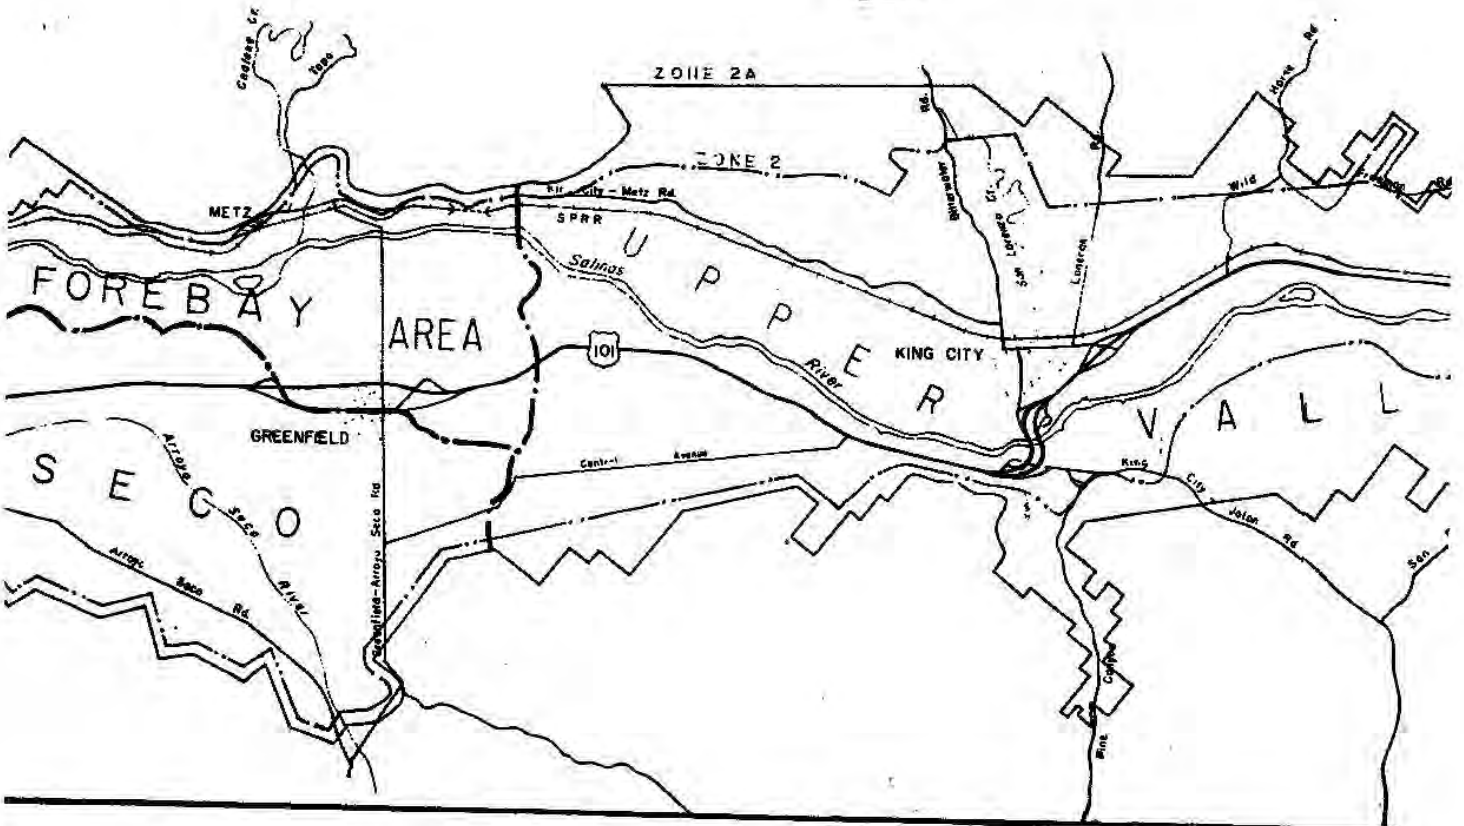 Topo
ZONE 2A
Rd.
Rd
Horse
Rd
ZONE 2
METZ
King City - Metz Rd.
SPRR
Bitterwater
San Lorenzo Cr.
Lonoak
Wild
Rd
FOREBAY AREA
UPPER VALL
Salinas River
101
KING CITY
GREENFIELD
Central Avenue
SECO
Arroyo Seco River
Arroyo Seco Rd.
Greenfield-Arroyo Seco Rd
King City - Jolon Rd
San
Pine Canyon